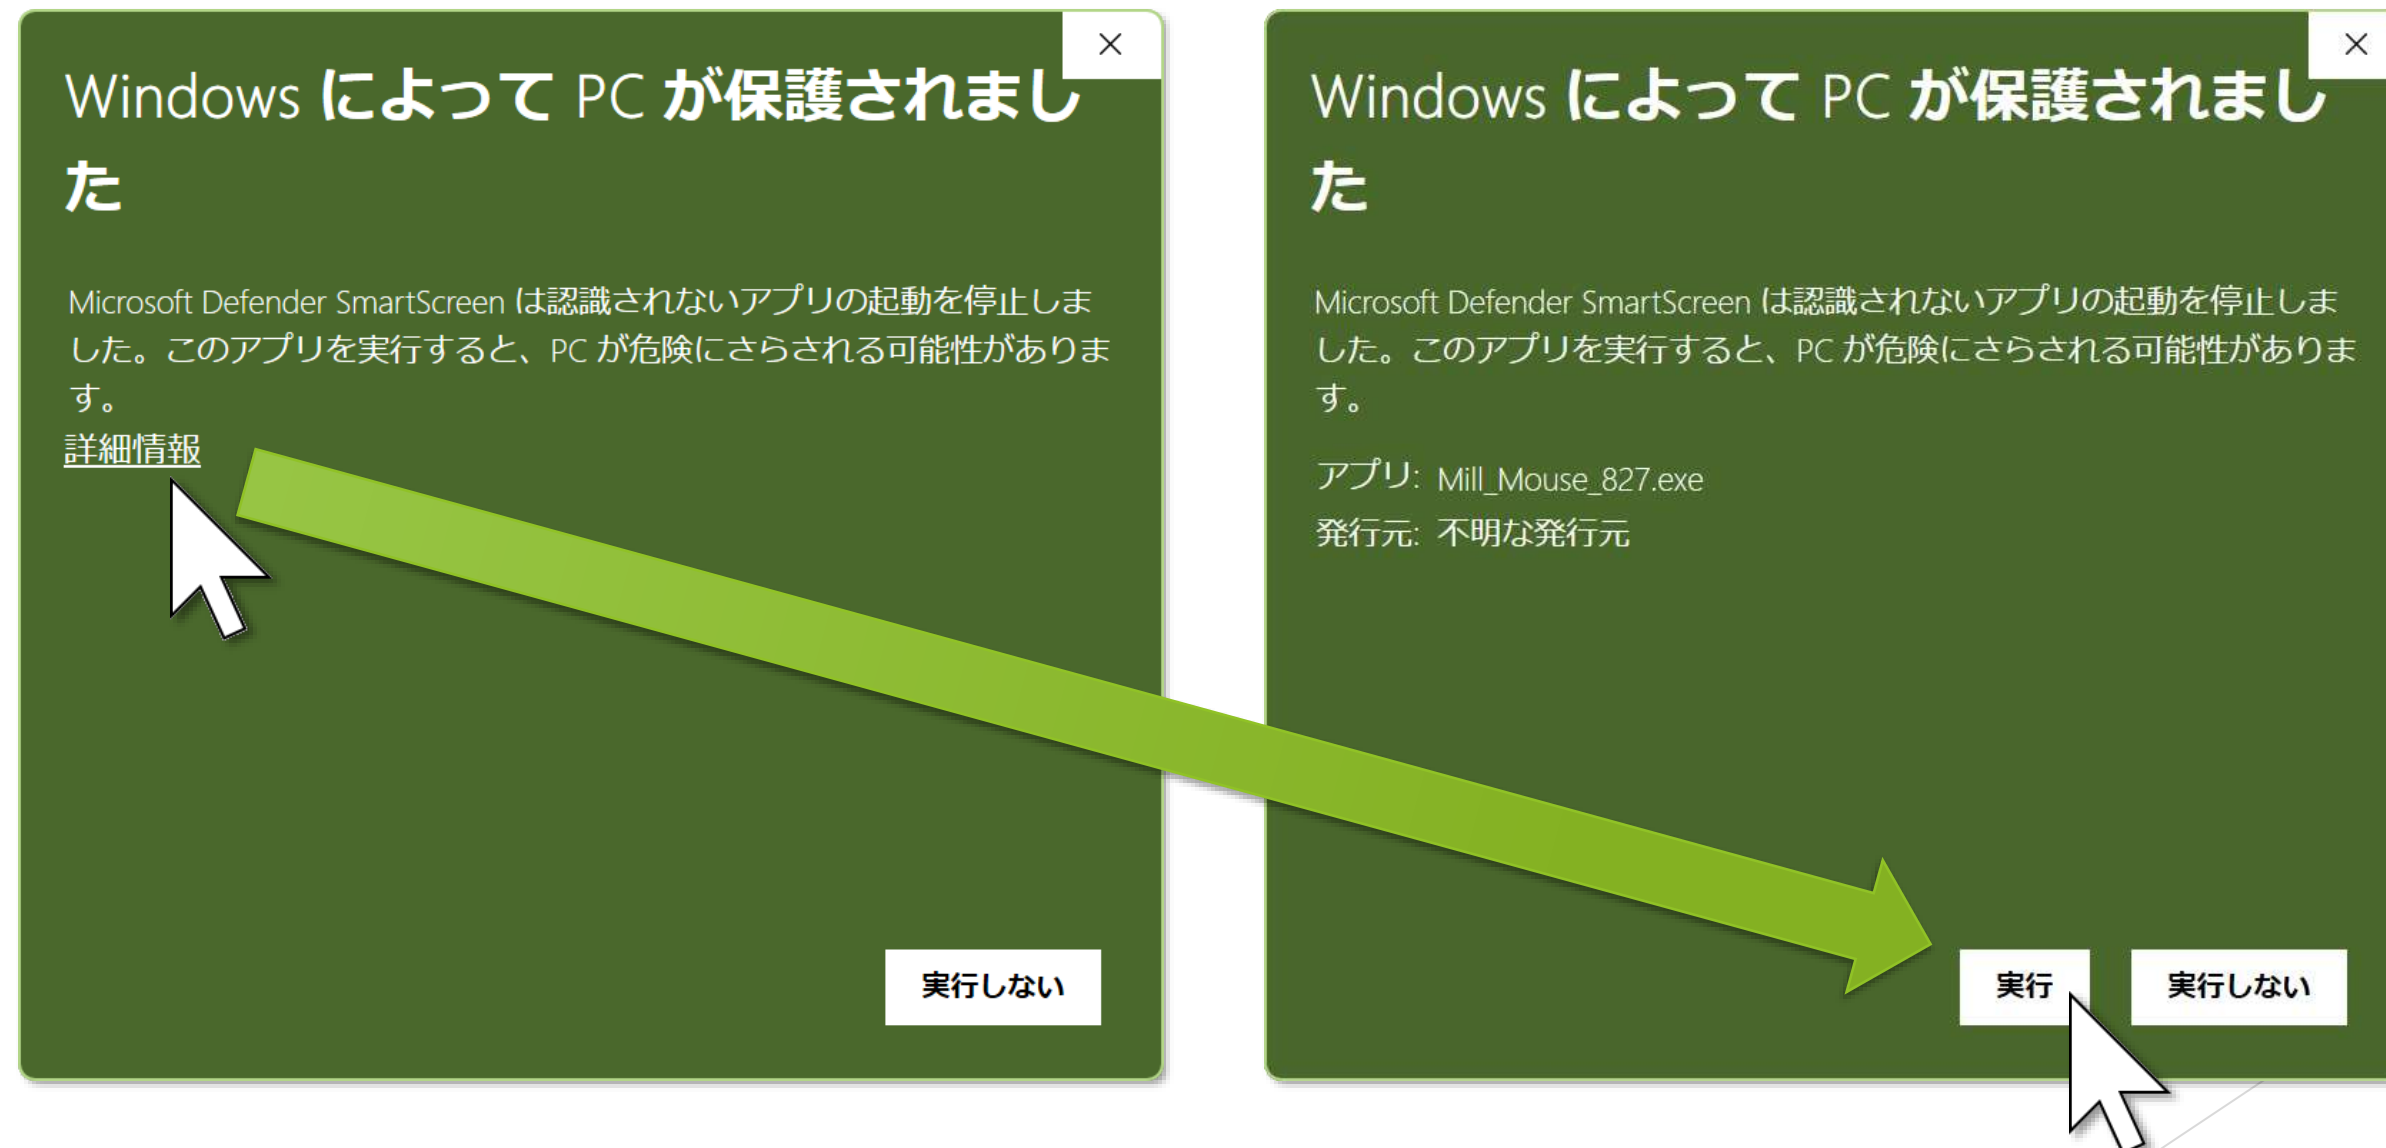 Windows によって PC が保護されまし
た
Microsoft Defender SmartScreen は認識されないアプリの起動を停止しま
した。このアプリを実行すると、PC が危険にさらされる可能性がありま
す。
詳細情報
実行しない
Windows によって PC が保護されまし
た
Microsoft Defender SmartScreen は認識されないアプリの起動を停止しま
した。このアプリを実行すると、PC が危険にさらされる可能性がありま
す。
アプリ: Mill_Mouse_827.exe
発行元: 不明な発行元
実行 実行しない